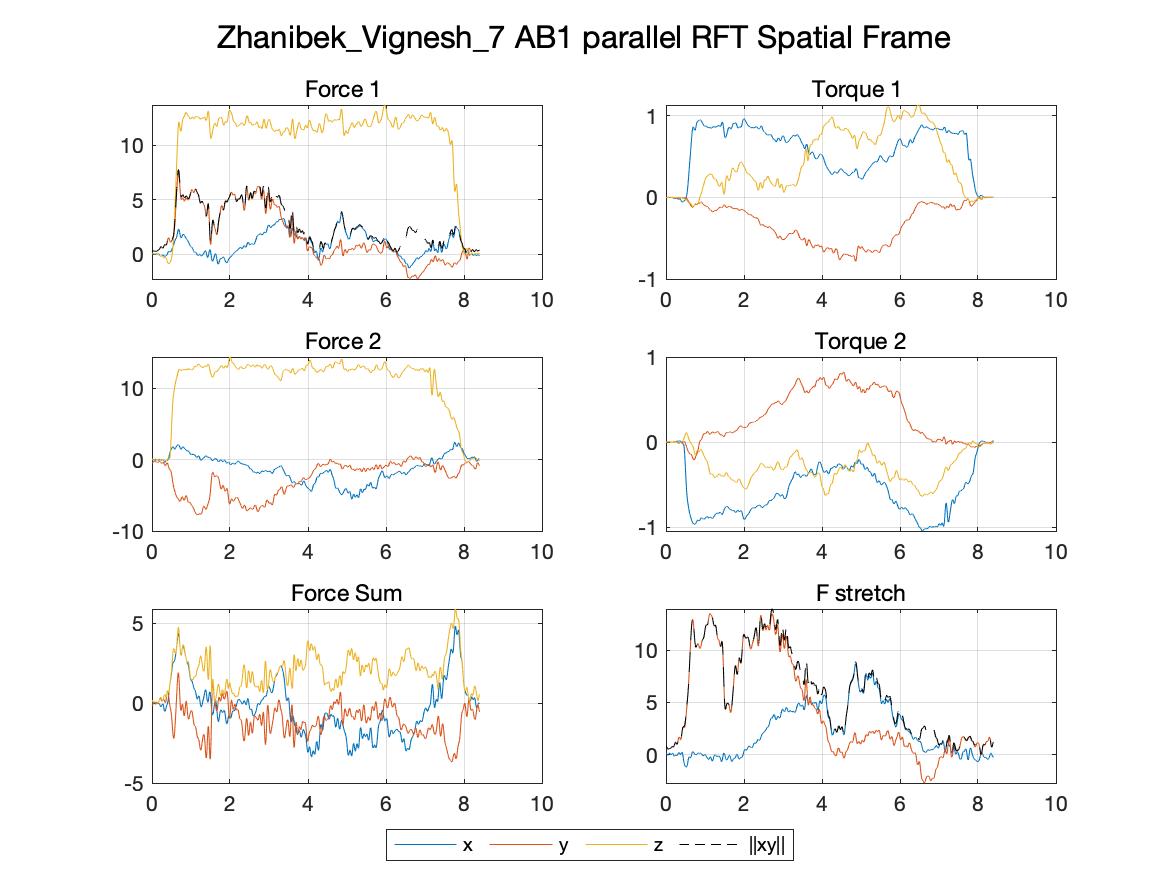 Zhanibek_Vignesh_7 AB1 parallel RFT Spatial Frame
Force 1
10
5
0
0 2 4 6 8 10
Torque 1
1
0
-1
0 2 4 6 8 10
Force 2
10
0
-10
0 2 4 6 8 10
Torque 2
1
0
-1
0 2 4 6 8 10
Force Sum
5
0
-5
0 2 4 6 8 10
F stretch
10
5
0
0 2 4 6 8 10
x y z ||xy||